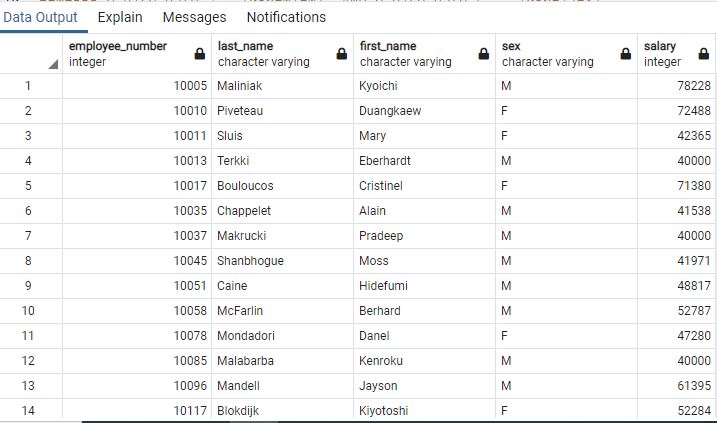 Data Output Explain Messages Notifications
employee_number last_name first_name sex salary
integer character varying character varying character varying integer
1 10005 Maliniak Kyoichi M 78228
2 10010 Piveteau Duangkaew F 72488
3 10011 Sluis Mary F 42365
4 10013 Terkki Eberhardt M 40000
5 10017 Bouloucos Cristinel F 71380
6 10035 Chappelet Alain M 41538
7 10037 Makrucki Pradeep M 40000
8 10045 Shanbhogue Moss M 41971
9 10051 Caine Hidefumi M 48817
10 10058 McFarlin Berhard M 52787
11 10078 Mondadori Danel F 47280
12 10085 Malabarba Kenroku M 40000
13 10096 Mandell Jayson M 61395
14 10117 Blokdijk Kiyotoshi F 52284